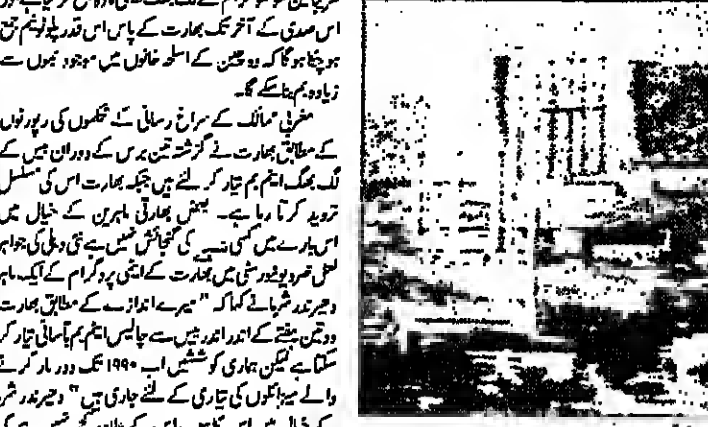 اس صدی کے آخر تک بھارت کے پاس اس قدر پلوٹونیم جمع
ہو چکا ہو گا کہ وہ چین کے اسلحہ خانوں میں موجود بموں سے
زیادہ بم بنا سکے گا۔
مغربی ممالک کے سراغ رسانی کے محکموں کی رپورٹوں
کے مطابق بھارت نے گزشتہ تین برس کے دوران بیس کے
لگ بھگ ایٹم بم تیار کر لئے ہیں جبکہ بھارت اس کی مسلسل
تردید کرتا رہا ہے۔ بعض بھارتی ماہرین کے خیال میں
اس بارے میں کسی کی گنجائش نہیں ہے نئی دہلی کی جواہر
لعل نہرو یونیورسٹی میں بھارت کے ایٹمی پروگرام کے ایک ماہر
دھیرندر شرما نے کہا کہ " میرے اندازے کے مطابق بھارت
دو تین ہفتے کے اندر اندر بیس سے چالیس ایٹم بم بآسانی تیار کر
سکتا ہے لیکن ہماری کوششیں اب ۱۹۹۰ تک دور مار کرنے
والے میزائلوں کی تیاری کے لئے جاری ہیں " دھیرندر شر